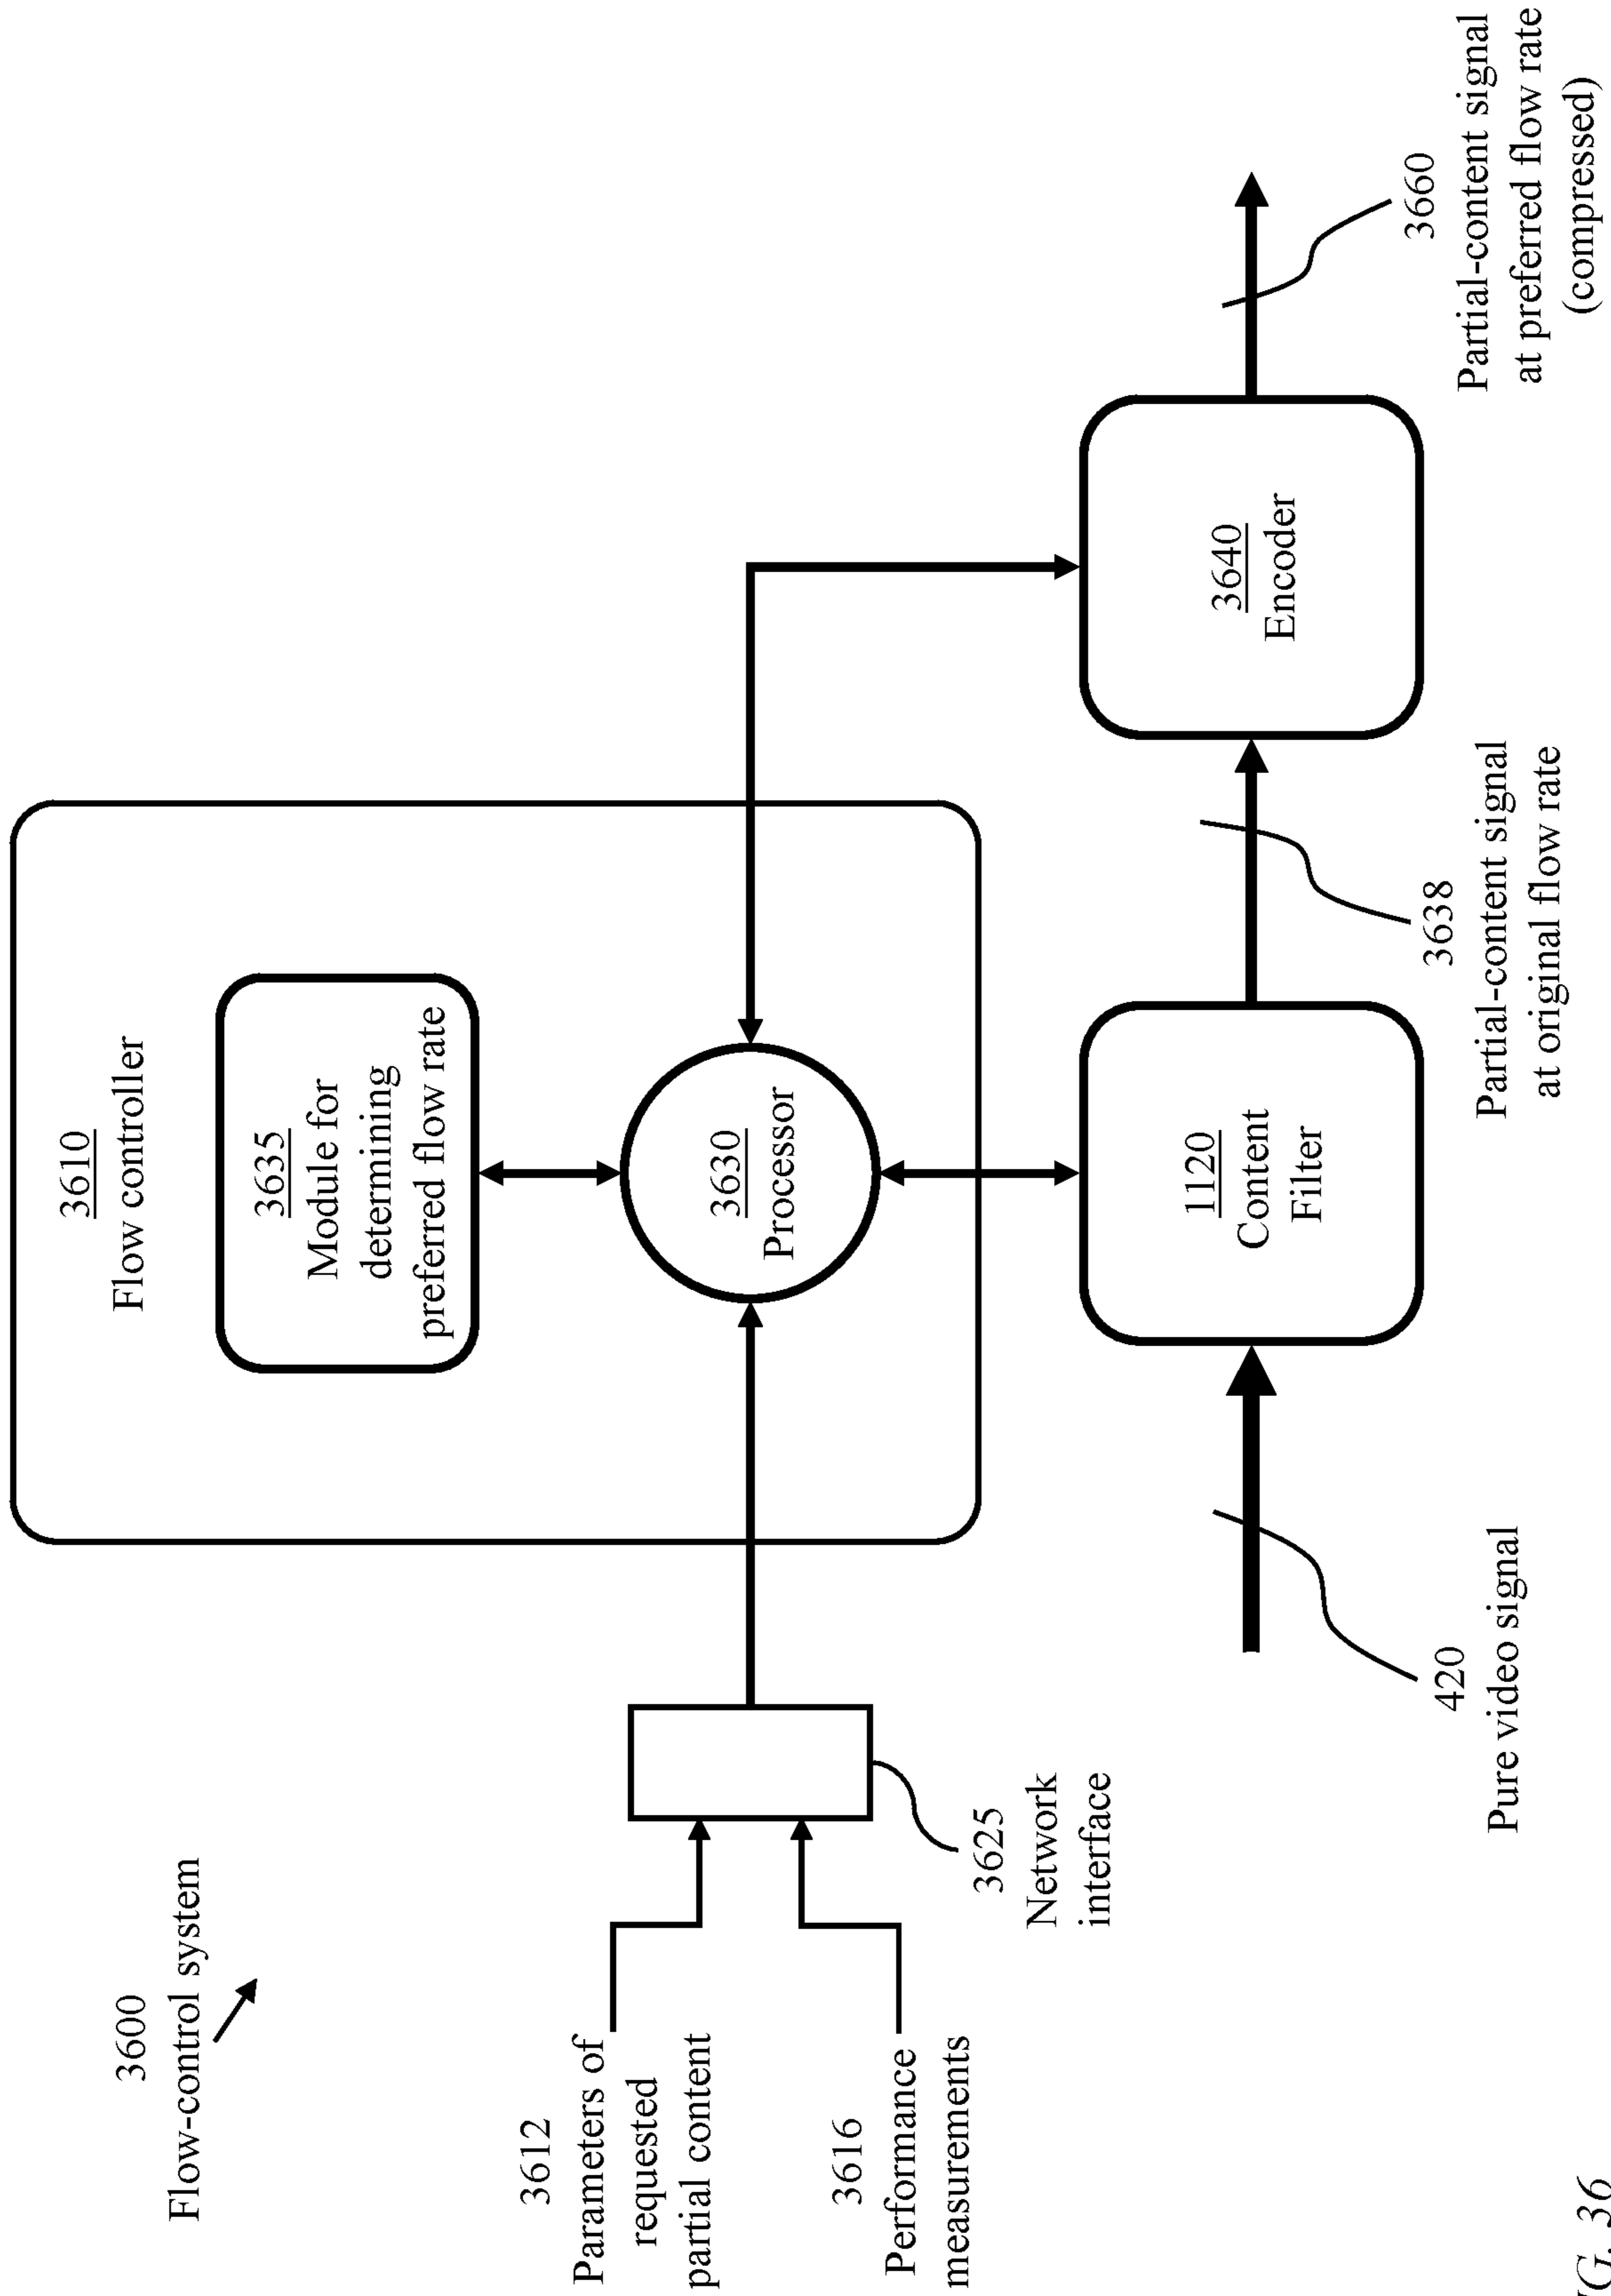 3600
Flow-control system
3610
Flow controller
3635
Module for
determining
preferred flow rate
3612
Parameters of
requested
partial content
3630
Processor
3616
Performance
measurements
3625
Network
interface
1120
Content
Filter
3640
Encoder
420
Pure video signal
3638
Partial-content signal
at original flow rate
3660
Partial-content signal
at preferred flow rate
(compressed)
36